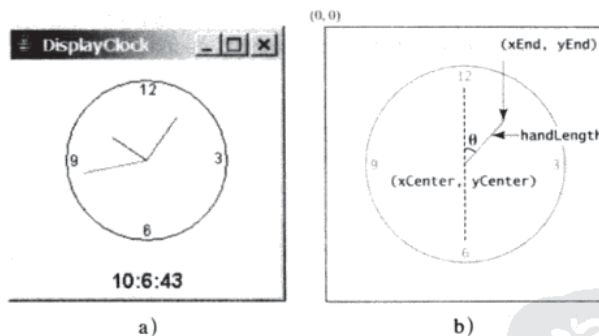 DisplayClock
12
9
3
6
10:6:43
a)
(0, 0)
(xEnd, yEnd)
12
θ
handLength
9
3
(xCenter, yCenter)
6
b)